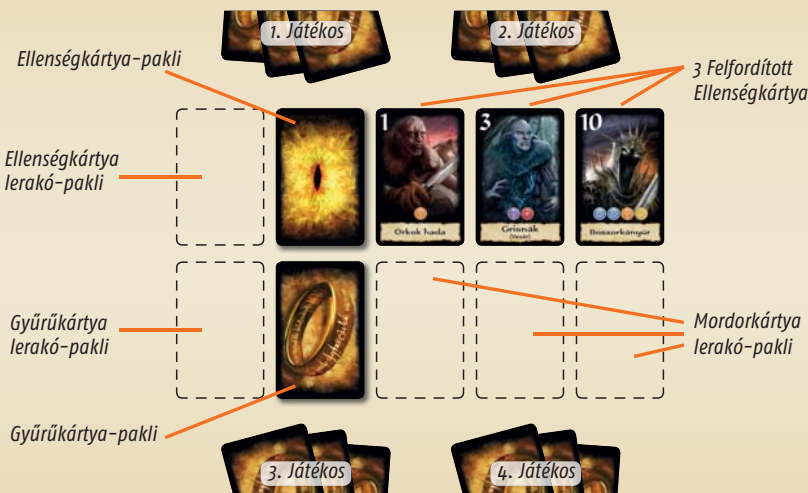 1. Játékos
2. Játékos
Ellenségkártya-pakli
3 Felfordított
Ellenségkártya
Ellenségkártya
lerakó-pakli
1
3
10
Orkok hada
Grisnák
(Vezér)
Boszorkányúr
Gyűrűkártya
lerakó-pakli
Mordorkártya
lerakó-pakli
Gyűrűkártya-pakli
3. Játékos
4. Játékos